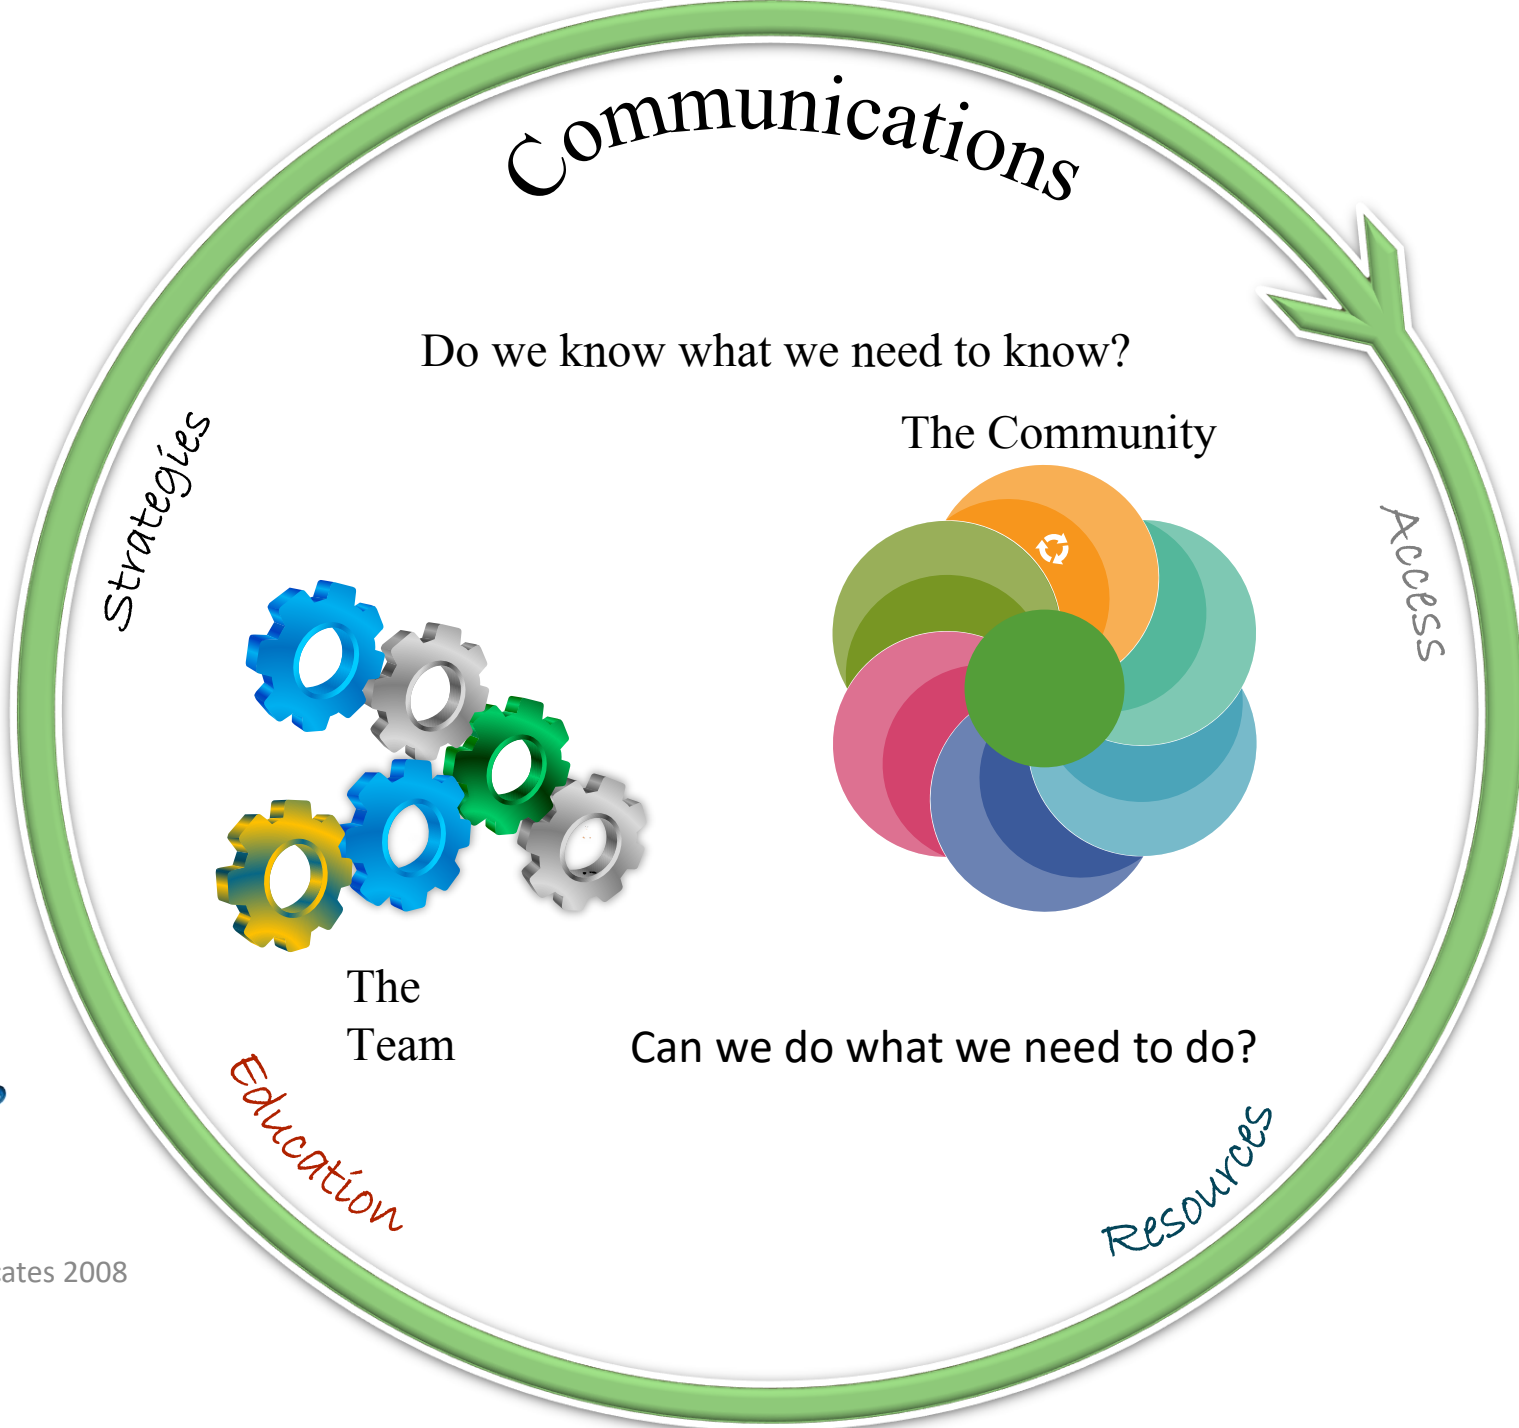 Communications
Do we know what we need to know?
The Community
Strategies
Access
The
Team
Can we do what we need to do?
Education
Resources
2008